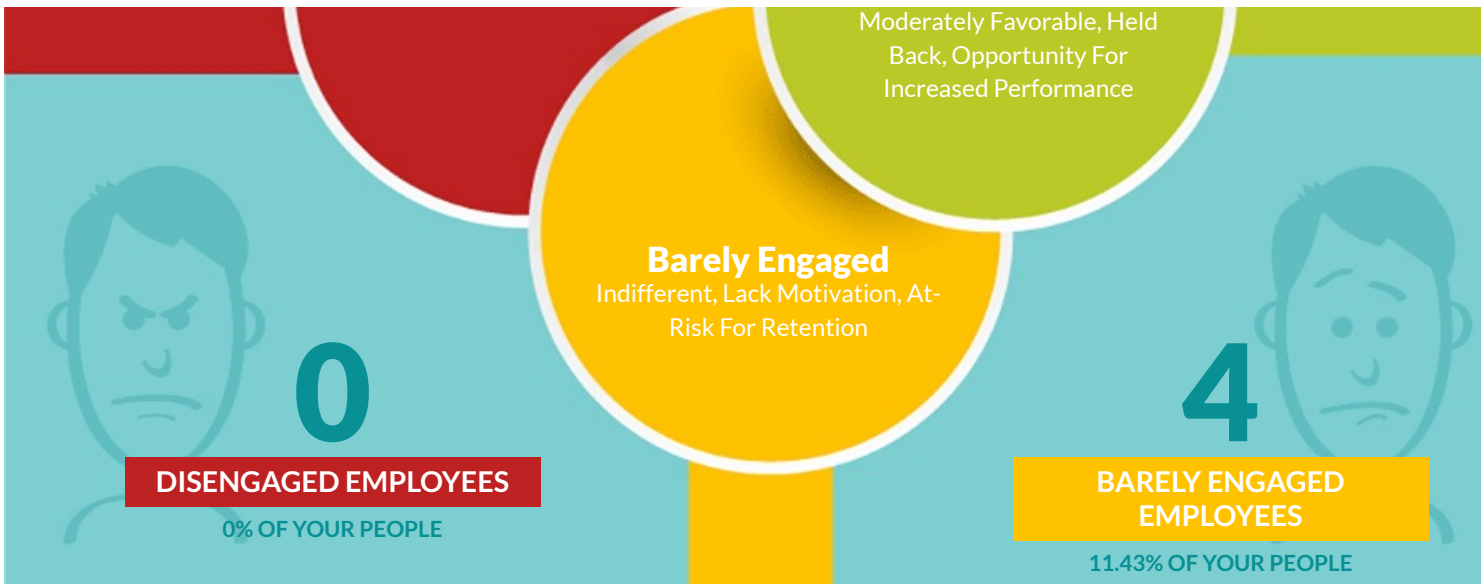 Moderately Favorable, Held
Back, Opportunity For
Increased Performance
Barely Engaged
Indifferent, Lack Motivation, At-
Risk For Retention
0
DISENGAGED EMPLOYEES
0% OF YOUR PEOPLE
4
BARELY ENGAGED
EMPLOYEES
11.43% OF YOUR PEOPLE